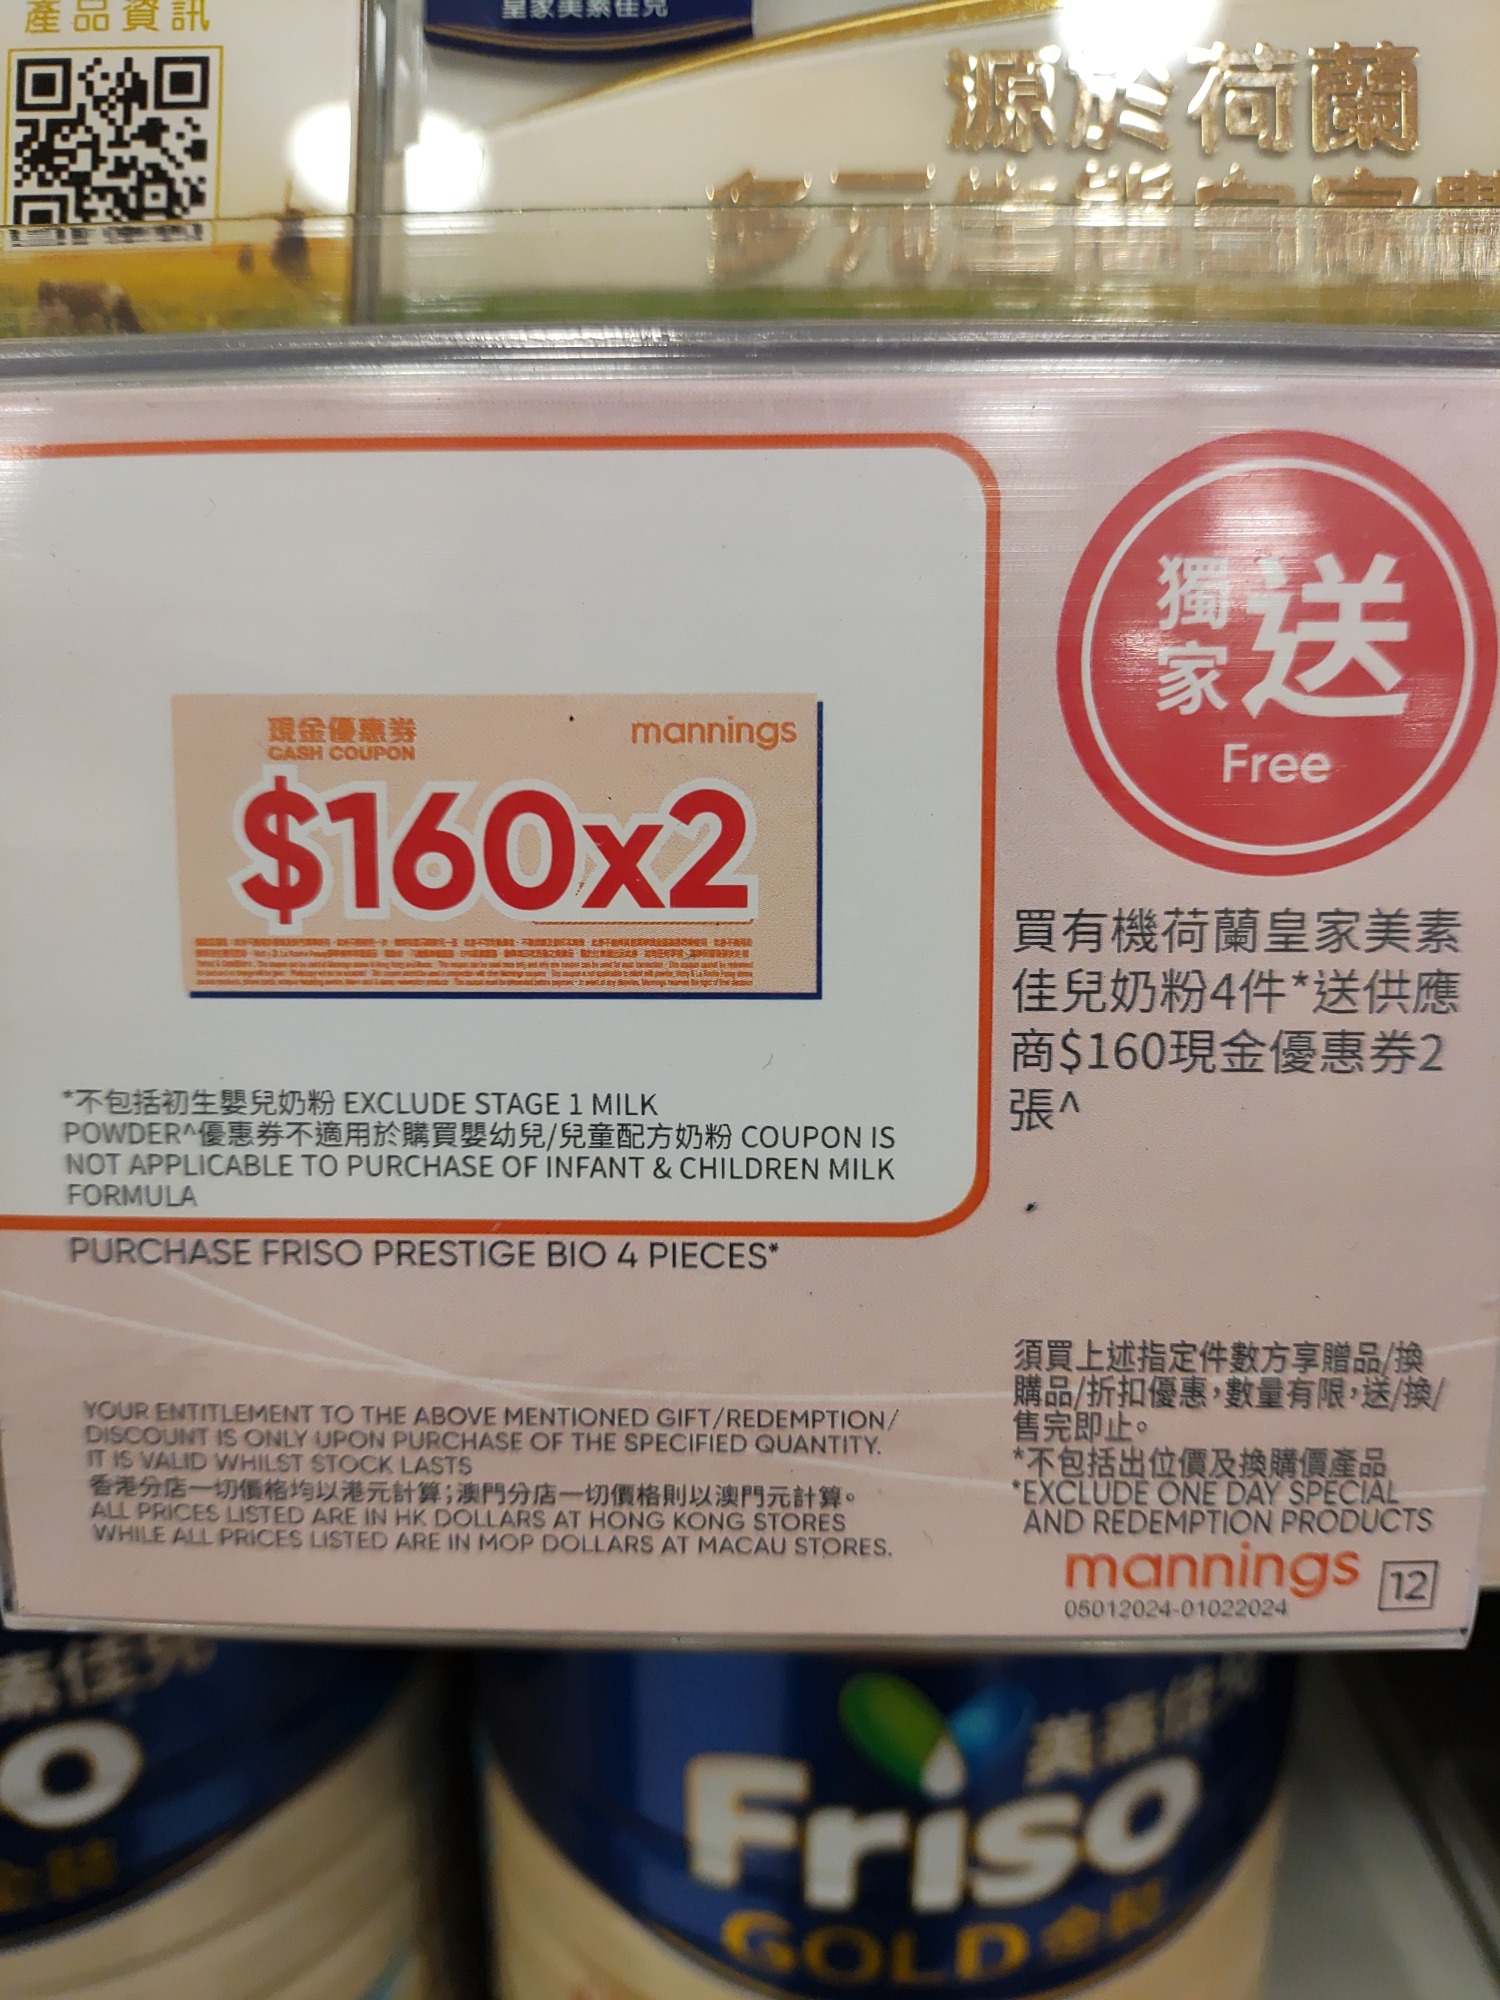 產品資訊
皇家美素佳兒
源於荷蘭
現金優惠券
CASH COUPON
mannings
$160x2
獨家
送
Free
買有機荷蘭皇家美素
佳兒奶粉4件*送供應
商$160現金優惠券2
張^
*不包括初生嬰兒奶粉 EXCLUDE STAGE 1 MILK
POWDER^優惠券不適用於購買嬰幼兒/兒童配方奶粉 COUPON IS
NOT APPLICABLE TO PURCHASE OF INFANT & CHILDREN MILK
FORMULA
PURCHASE FRISO PRESTIGE BIO 4 PIECES*
YOUR ENTITLEMENT TO THE ABOVE MENTIONED GIFT/REDEMPTION/
DISCOUNT IS ONLY UPON PURCHASE OF THE SPECIFIED QUANTITY.
IT IS VALID WHILST STOCK LASTS
香港分店一切價格均以港元計算;澳門分店一切價格則以澳門元計算。
ALL PRICES LISTED ARE IN HK DOLLARS AT HONG KONG STORES
WHILE ALL PRICES LISTED ARE IN MOP DOLLARS AT MACAU STORES.
須買上述指定件數方享贈品/換
購品/折扣優惠,數量有限,送/換/
售完即止。
*不包括出位價及換購價產品
*EXCLUDE ONE DAY SPECIAL
AND REDEMPTION PRODUCTS
mannings 12
05012024-01022024
素佳兒
O
金裝
美素佳兒
Friso
GOLD 金裝